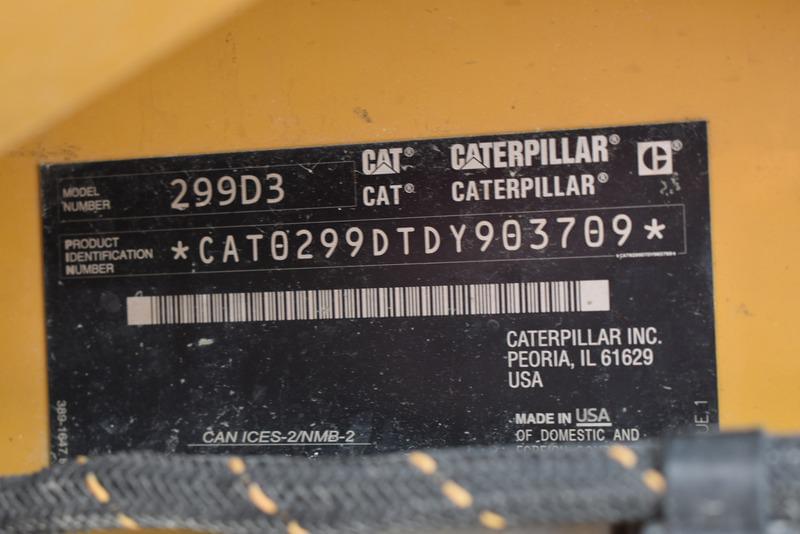 CAT® CATERPILLAR®
CAT® CATERPILLAR®
MODEL NUMBER 299D3
PRODUCT IDENTIFICATION NUMBER *CAT0299DTDY903709*
CATERPILLAR INC.
PEORIA, IL 61629
USA
CAN ICES-2/NMB-2
MADE IN USA
OF DOMESTIC AND